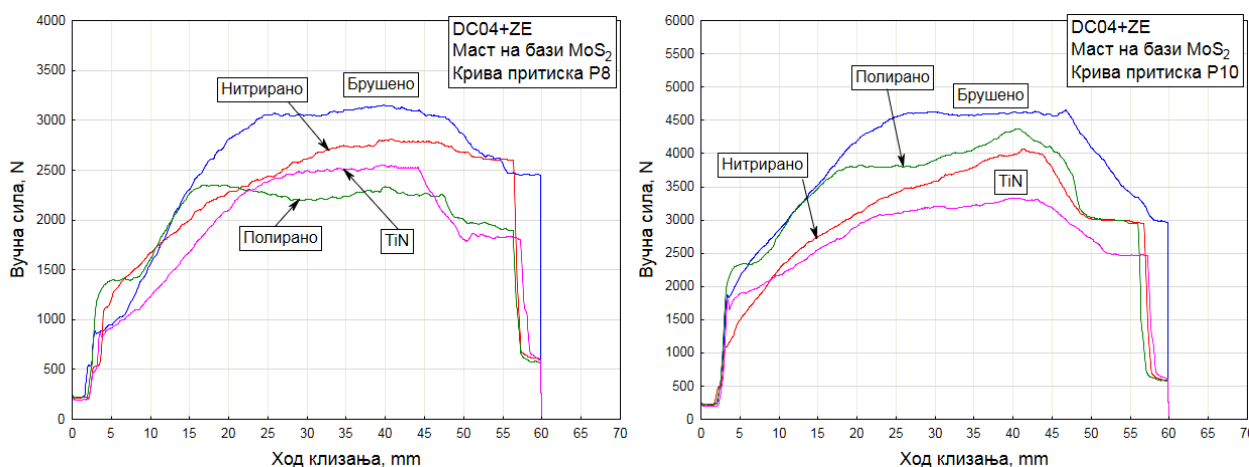 4000
3500
3000
2500
2000
1500
1000
500
0
Вучна сила, N
DC04+ZE
Маст на бази MoS₂
Крива притиска P8
Нитрирано
Брушено
Полирано
TiN
0 5 10 15 20 25 30 35 40 45 50 55 60 70
Ход клизања, mm
6000
5500
5000
4500
4000
3500
3000
2500
2000
1500
1000
500
0
Вучна сила, N
DC04+ZE
Маст на бази MoS₂
Крива притиска P10
Полирано
Брушено
Нитрирано
TiN
0 5 10 15 20 25 30 35 40 45 50 55 60 70
Ход клизања, mm